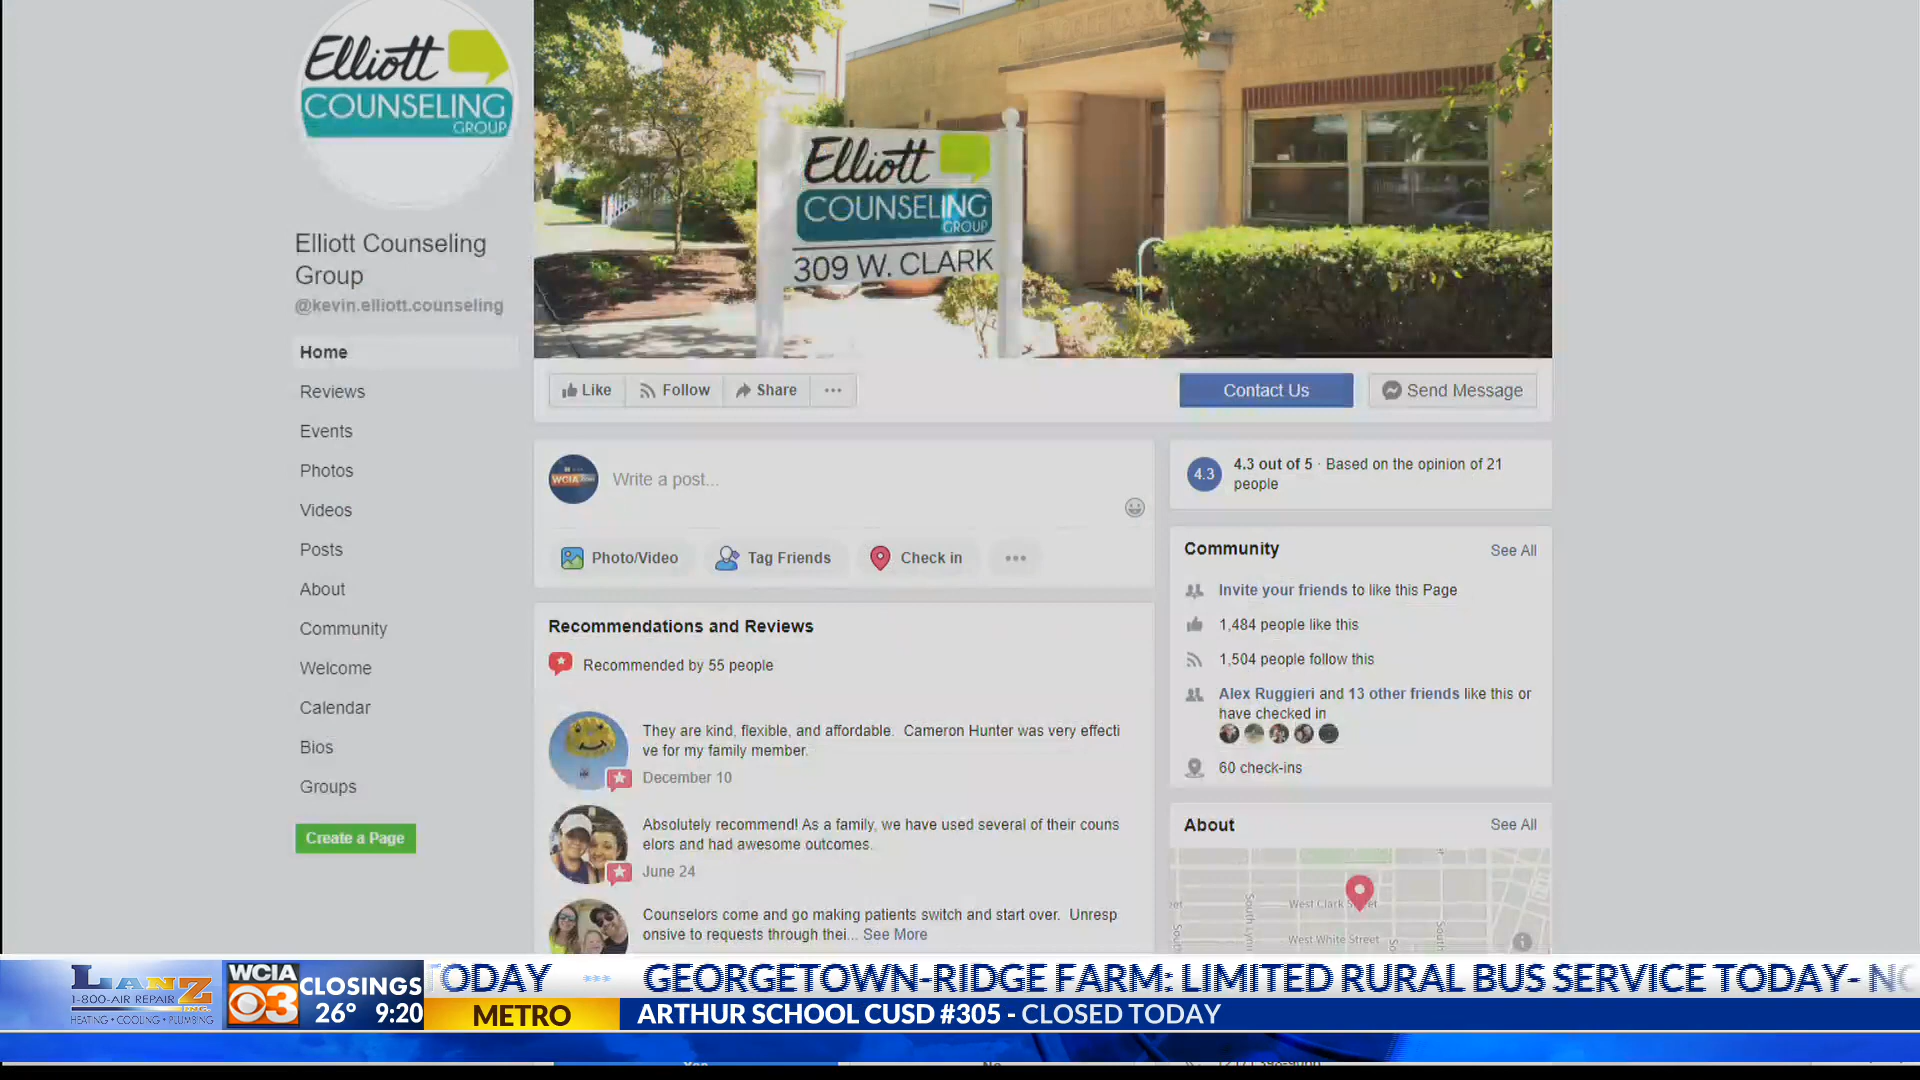 Elliott
COUNSELING
GROUP
Elliott
COUNSELING
GROUP
309 W. CLARK
Elliott Counseling
Group
@kevin.elliott.counseling
Home
Reviews
Events
Photos
Videos
Posts
About
Community
Welcome
Calendar
Bios
Groups
Create a Page
Like Follow Share ...
Contact Us Send Message
WCIA
Write a post...
Photo/Video Tag Friends Check in ...
Recommendations and Reviews
Recommended by 55 people
They are kind, flexible, and affordable. Cameron Hunter was very effecti
ve for my family member.
December 10
Absolutely recommend! As a family, we have used several of their couns
elors and had awesome outcomes.
June 24
Counselors come and go making patients switch and start over. Unresp
onsive to requests through thei... See More
4.3 4.3 out of 5 · Based on the opinion of 21
people
Community See All
Invite your friends to like this Page
1,484 people like this
1,504 people follow this
Alex Ruggieri and 13 other friends like this or
have checked in
60 check-ins
About See All
West Clark Street
West White Street
LANZ INC.
1-800-AIR REPAIR
HEATING • COOLING • PLUMBING
WCIA
3
CLOSINGS
26° 9:20
TODAY *** GEORGETOWN-RIDGE FARM: LIMITED RURAL BUS SERVICE TODAY- NO
METRO ARTHUR SCHOOL CUSD #305 - CLOSED TODAY